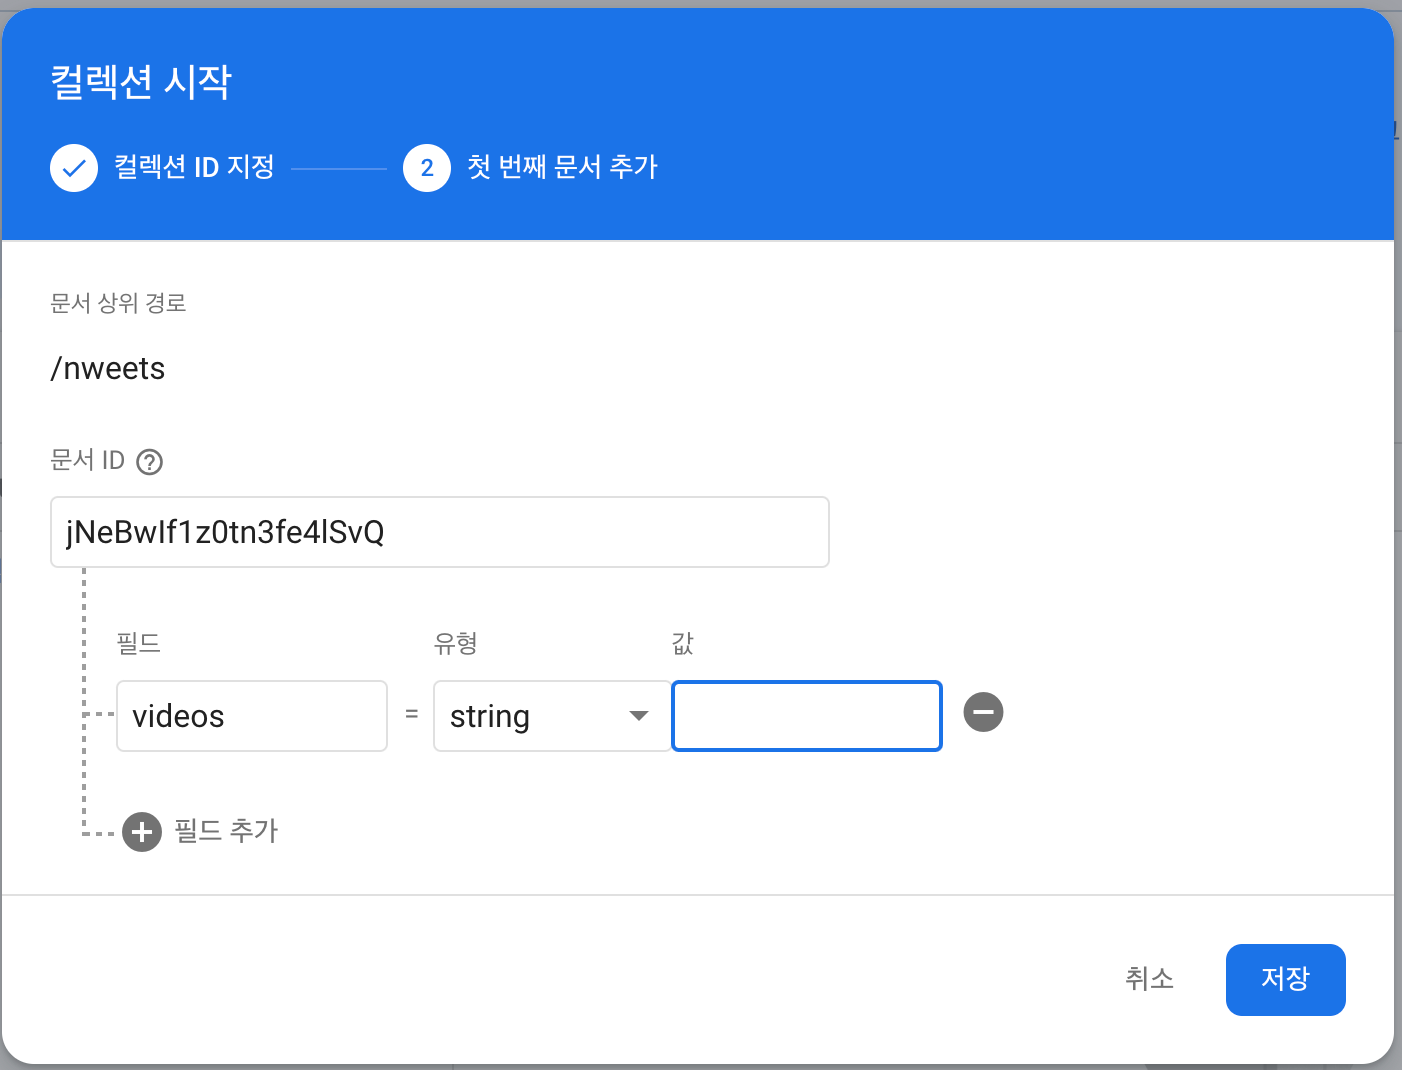 컬렉션 시작
컬렉션 ID 지정
2 첫 번째 문서 추가
문서 상위 경로
/nweets
문서 ID ?
jNeBwIf1z0tn3fe4lSvQ
필드 유형 값
videos = string
필드 추가
취소 저장